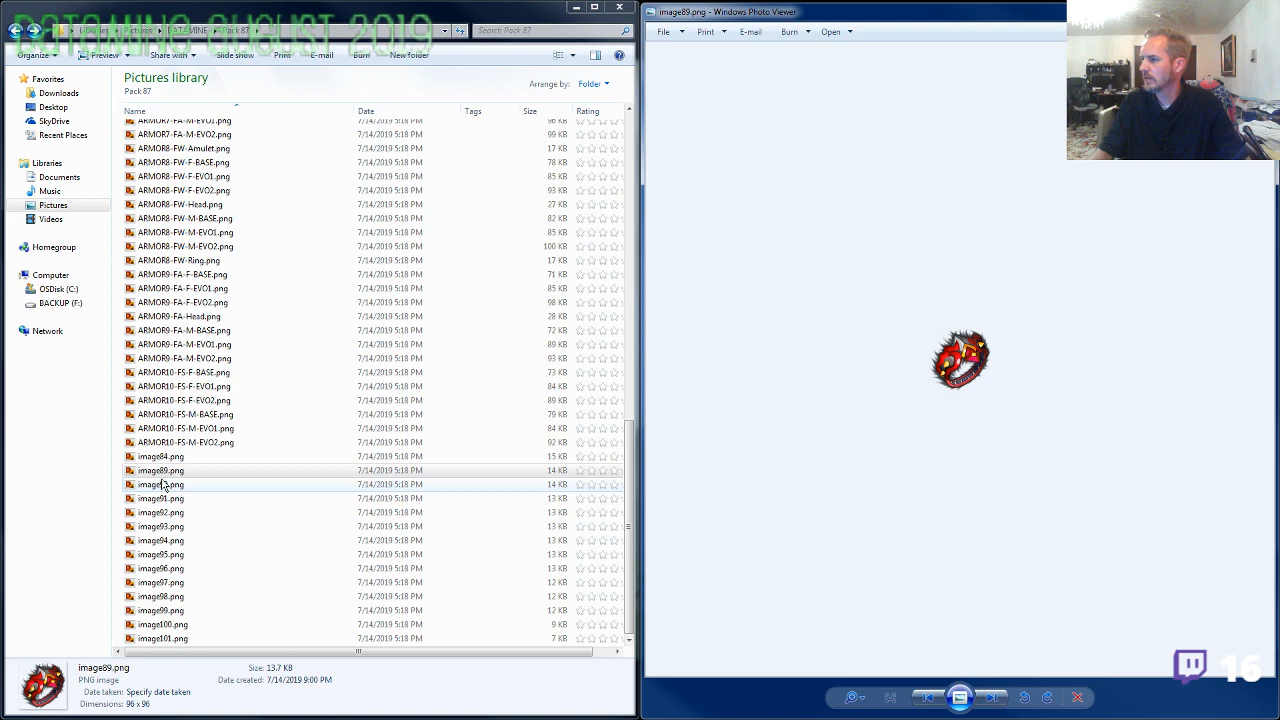 DATAMINE AUGUST 2019
Libraries Pictures DATAMINE Pack 87
Search Pack 87
Organize Preview Share with Slide show Print E-mail Burn New folder
Pictures library
Pack 87
Arrange by: Folder
Name Date Tags Size Rating
Favorites
Downloads
Desktop
SkyDrive
Recent Places
Libraries
Documents
Music
Pictures
Videos
Homegroup
Computer
OSDisk (C:)
BACKUP (F:)
Network
ARMOR7-FA-M-EVO1.png 7/14/2019 5:18 PM 96 KB
ARMOR7-FA-M-EVO2.png 7/14/2019 5:18 PM 99 KB
ARMOR8-FW-Amulet.png 7/14/2019 5:18 PM 17 KB
ARMOR8-FW-F-BASE.png 7/14/2019 5:18 PM 78 KB
ARMOR8-FW-F-EVO1.png 7/14/2019 5:18 PM 85 KB
ARMOR8-FW-F-EVO2.png 7/14/2019 5:18 PM 93 KB
ARMOR8-FW-Head.png 7/14/2019 5:18 PM 27 KB
ARMOR8-FW-M-BASE.png 7/14/2019 5:18 PM 82 KB
ARMOR8-FW-M-EVO1.png 7/14/2019 5:18 PM 85 KB
ARMOR8-FW-M-EVO2.png 7/14/2019 5:18 PM 100 KB
ARMOR8-FW-Ring.png 7/14/2019 5:18 PM 17 KB
ARMOR9-FA-F-BASE.png 7/14/2019 5:18 PM 71 KB
ARMOR9-FA-F-EVO1.png 7/14/2019 5:18 PM 85 KB
ARMOR9-FA-F-EVO2.png 7/14/2019 5:18 PM 98 KB
ARMOR9-FA-Head.png 7/14/2019 5:18 PM 28 KB
ARMOR9-FA-M-BASE.png 7/14/2019 5:18 PM 72 KB
ARMOR9-FA-M-EVO1.png 7/14/2019 5:18 PM 89 KB
ARMOR9-FA-M-EVO2.png 7/14/2019 5:18 PM 93 KB
ARMOR10-FS-F-BASE.png 7/14/2019 5:18 PM 73 KB
ARMOR10-FS-F-EVO1.png 7/14/2019 5:18 PM 84 KB
ARMOR10-FS-F-EVO2.png 7/14/2019 5:18 PM 89 KB
ARMOR10-FS-M-BASE.png 7/14/2019 5:18 PM 79 KB
ARMOR10-FS-M-EVO1.png 7/14/2019 5:18 PM 84 KB
ARMOR10-FS-M-EVO2.png 7/14/2019 5:18 PM 92 KB
image84.png 7/14/2019 5:18 PM 15 KB
image89.png 7/14/2019 5:18 PM 14 KB
7/14/2019 5:18 PM 14 KB
image91.png 7/14/2019 5:18 PM 13 KB
image92.png 7/14/2019 5:18 PM 13 KB
image93.png 7/14/2019 5:18 PM 13 KB
image94.png 7/14/2019 5:18 PM 13 KB
image95.png 7/14/2019 5:18 PM 13 KB
image96.png 7/14/2019 5:18 PM 13 KB
image97.png 7/14/2019 5:18 PM 12 KB
image98.png 7/14/2019 5:18 PM 12 KB
image99.png 7/14/2019 5:18 PM 12 KB
image100.png 7/14/2019 5:18 PM 9 KB
image101.png 7/14/2019 5:18 PM 7 KB
image89.png
PNG image
Date taken: Specify date taken
Dimensions: 96 x 96
Size: 13.7 KB
Date created: 7/14/2019 9:00 PM
image89.png - Windows Photo Viewer
File Print E-mail Burn Open
16